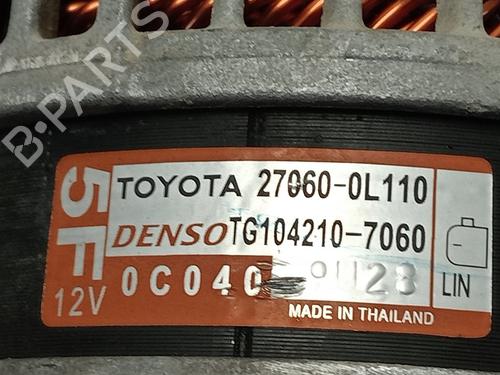 B-PARTS
5F
12V
TOYOTA 27060-0L110
DENSO TG104210-7060
0C040
LIN
MADE IN THAILAND